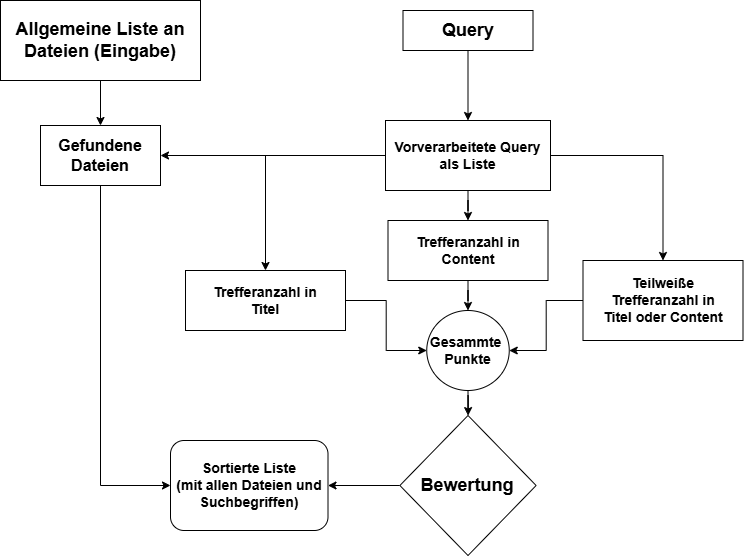 Allgemeine Liste an
Dateien (Eingabe)
Query
Gefundene
Dateien
Vorverarbeitete Query
als Liste
Trefferanzahl in
Content
Trefferanzahl in
Titel
Teilweiße
Trefferanzahl in
Titel oder Content
Gesammte
Punkte
Sortierte Liste
(mit allen Dateien und
Suchbegriffen)
Bewertung